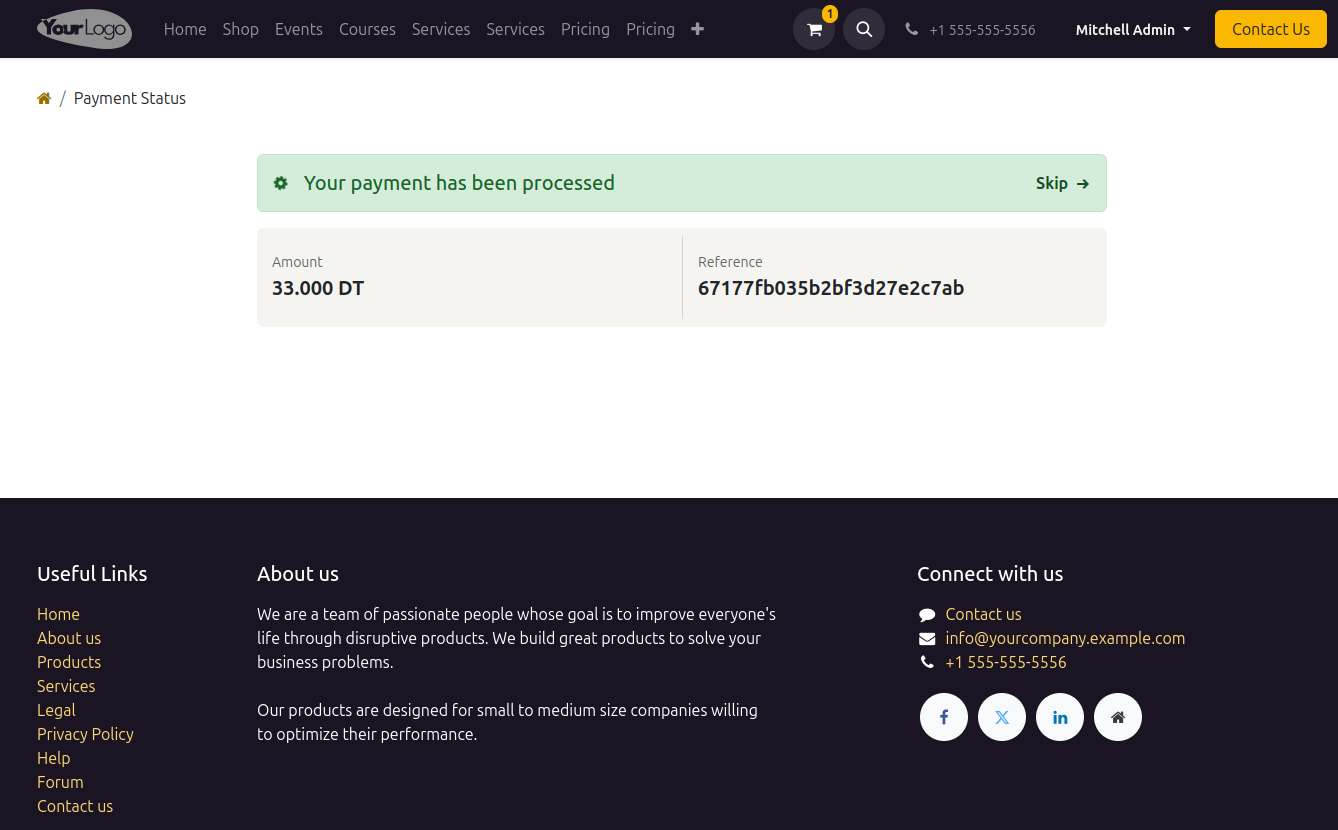 YourLogo
Home Shop Events Courses Services Services Pricing Pricing
1
+1 555-555-5556
Mitchell Admin
Contact Us
/ Payment Status
Your payment has been processed
Skip →
Amount
33.000 DT
Reference
67177fb035b2bf3d27e2c7ab
Useful Links
Home
About us
Products
Services
Legal
Privacy Policy
Help
Forum
Contact us
About us
We are a team of passionate people whose goal is to improve everyone's
life through disruptive products. We build great products to solve your
business problems.
Our products are designed for small to medium size companies willing
to optimize their performance.
Connect with us
Contact us
info@yourcompany.example.com
+1 555-555-5556